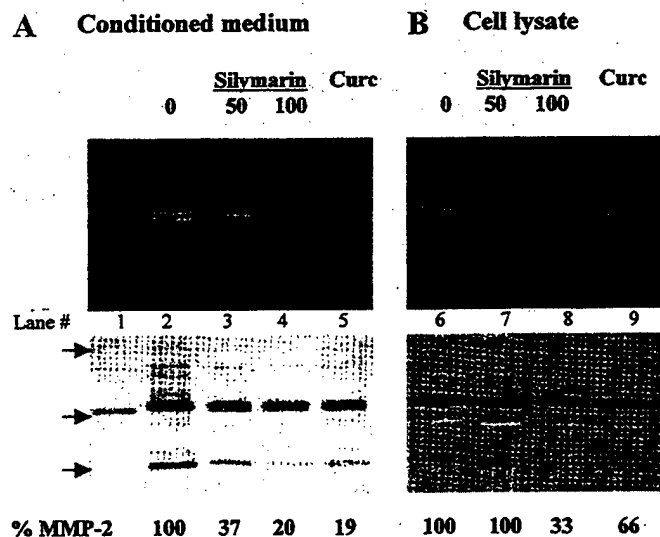 A Conditioned medium
B Cell lysate
Silymarin Curc
0 50 100
Silymarin Curc
0 50 100
Lane # 1 2 3 4 5 6 7 8 9
% MMP-2 100 37 20 19 100 100 33 66